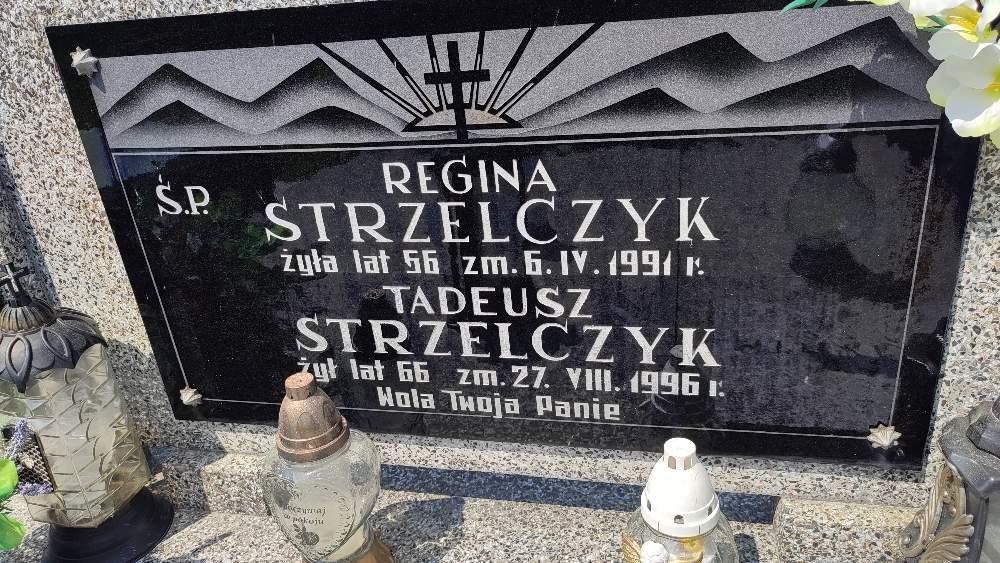 Ś.P.
REGINA
STRZELCZYK
żyła lat 56 zm. 6. IV. 1991 r.
TADEUSZ
STRZELCZYK
żył lat 66 zm. 27. VIII. 1996 r.
Wola Twoja Panie
w pokoju